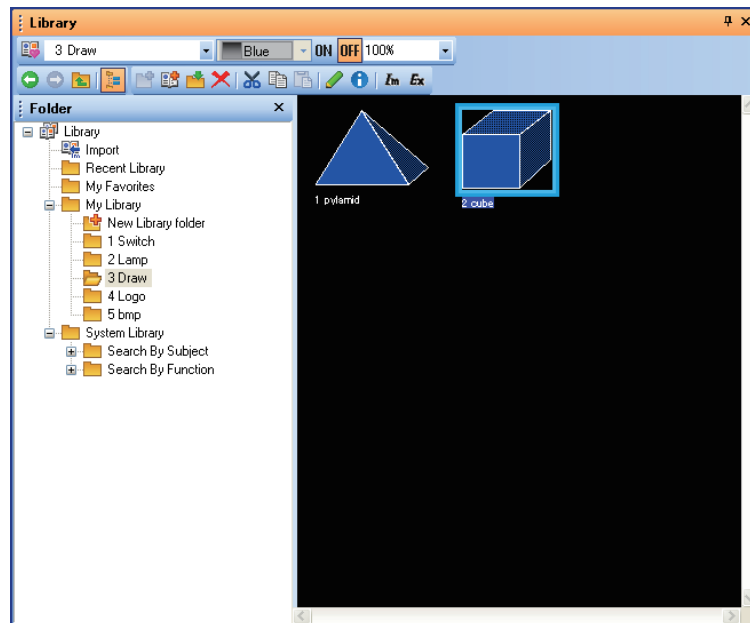 Library
3 Draw Blue ON OFF 100%
Im Ex
Folder
Library
Import
Recent Library
My Favorites
My Library
New Library folder
1 Switch
2 Lamp
3 Draw
4 Logo
5 bmp
System Library
Search By Subject
Search By Function
1 pylamid
2 cube